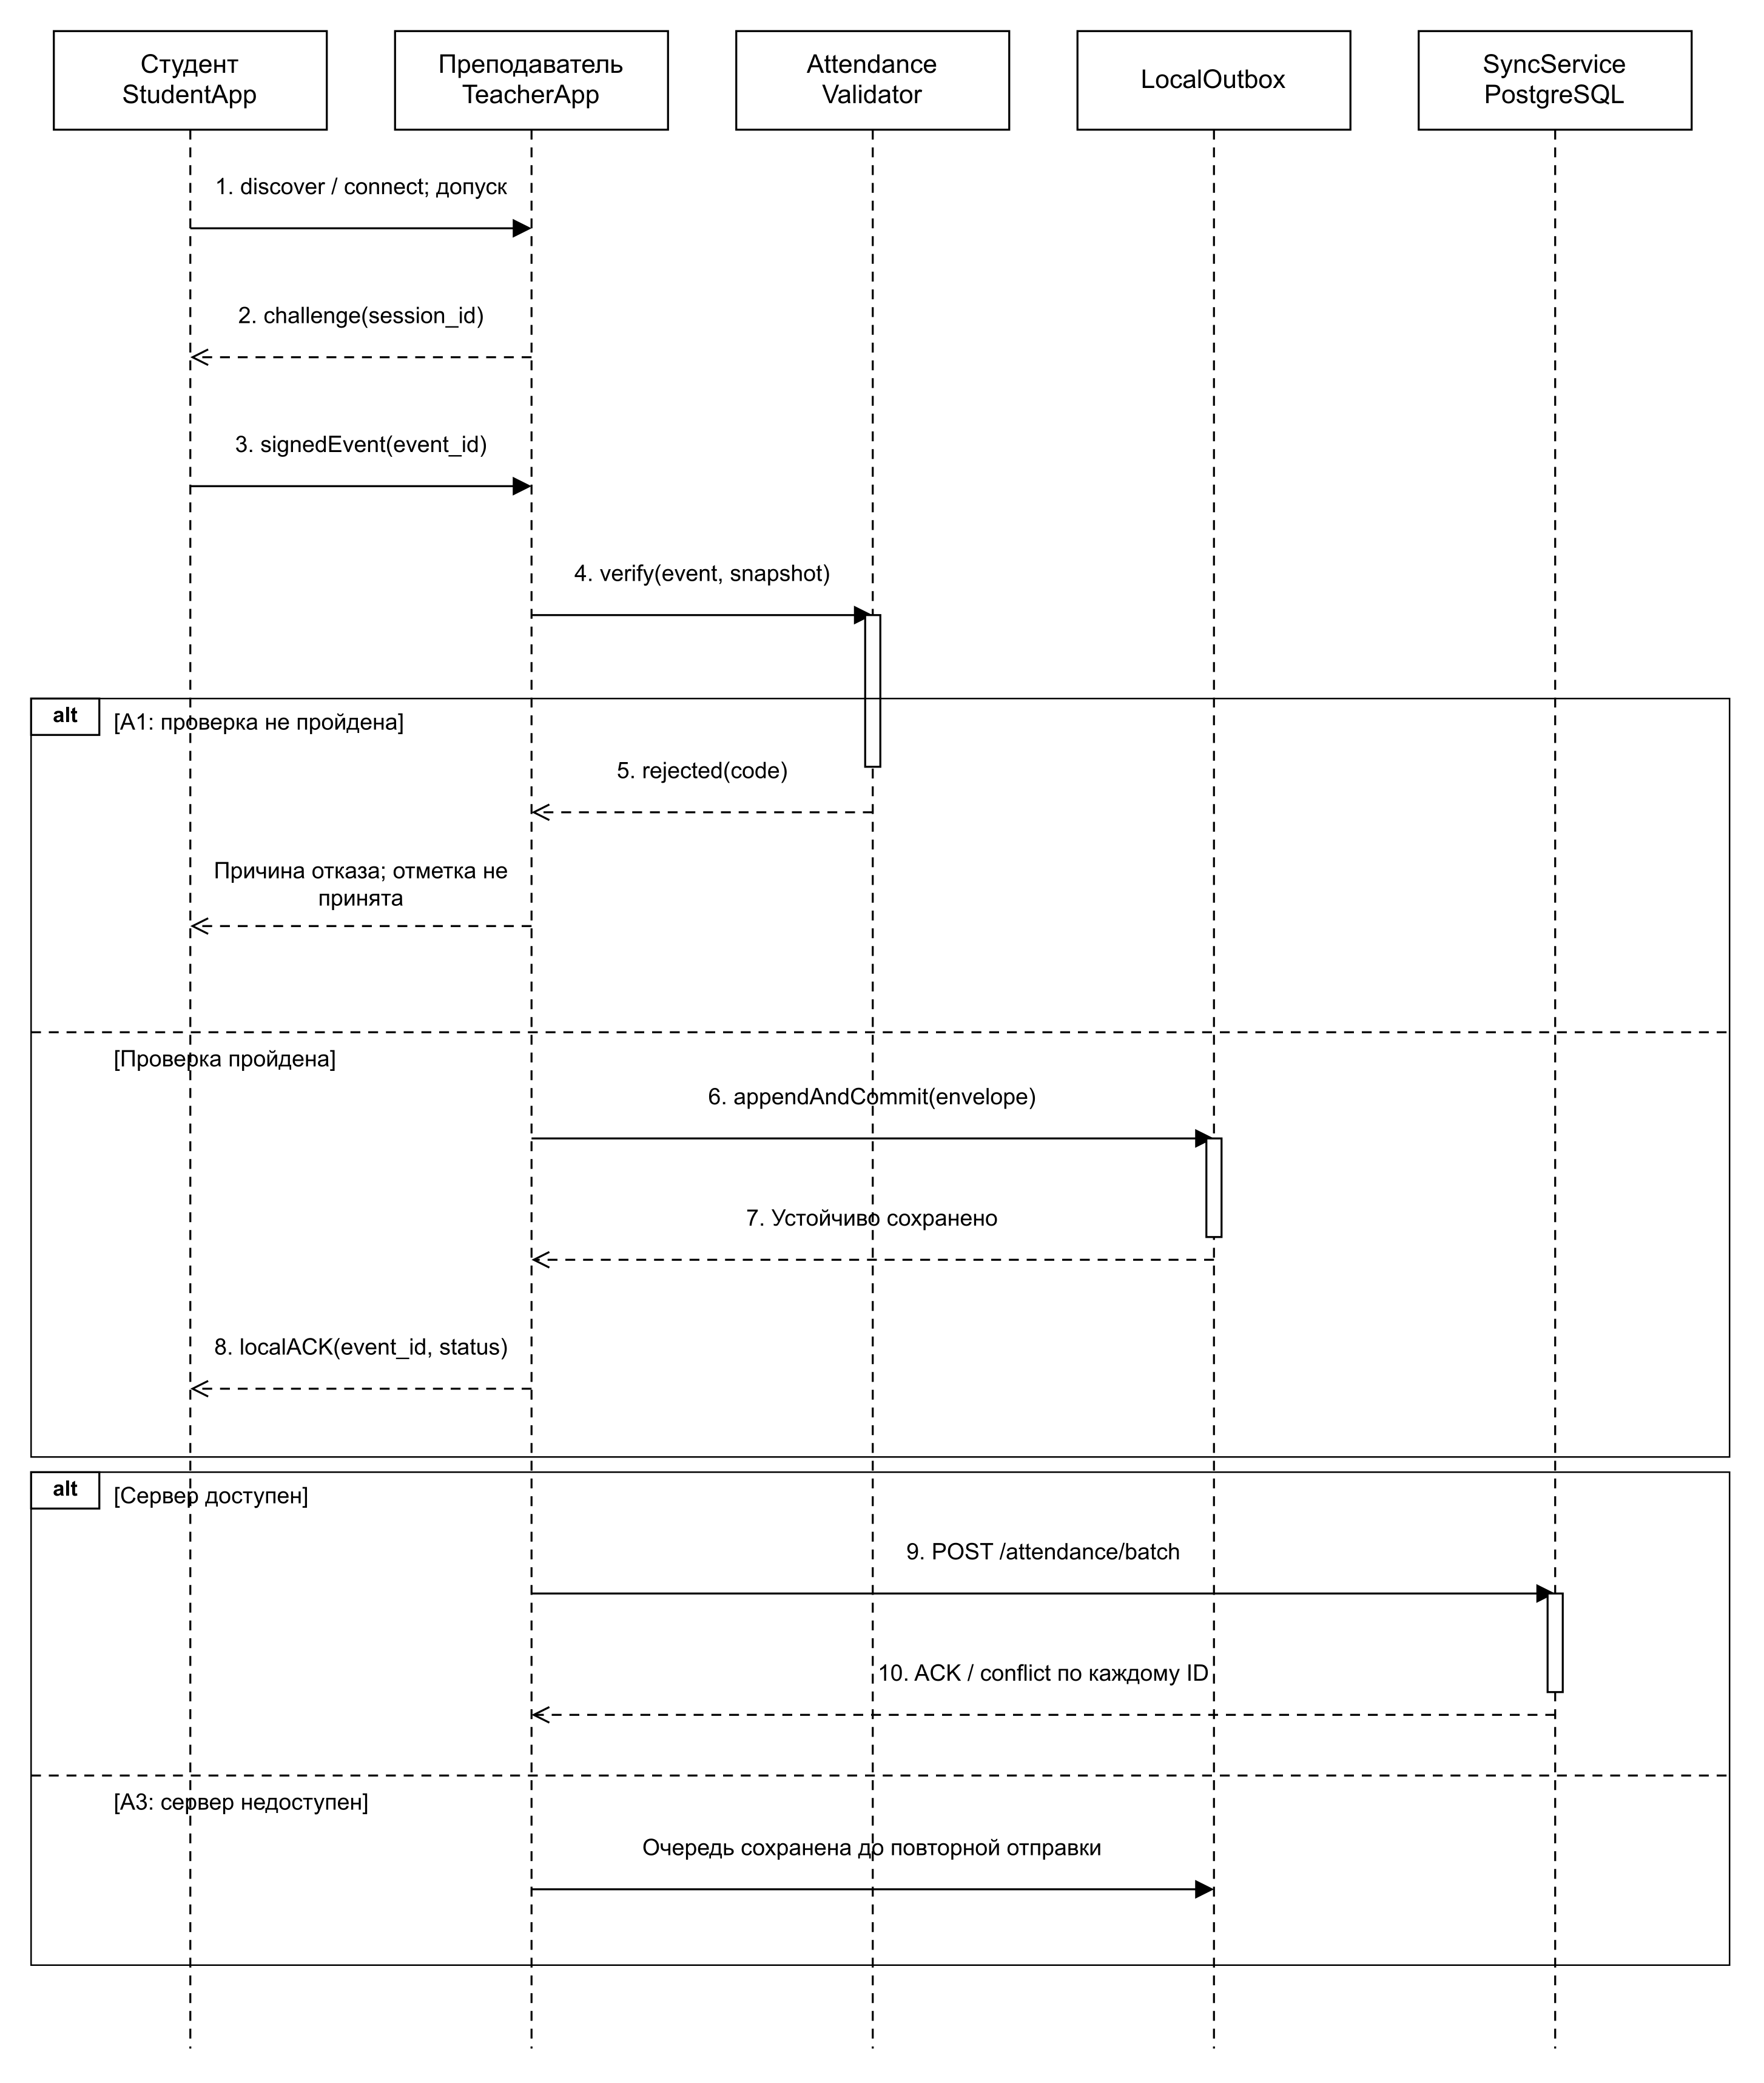 Студент
StudentApp
Преподаватель
TeacherApp
Attendance
Validator
LocalOutbox
SyncService
PostgreSQL
1. discover / connect; допуск
2. challenge(session_id)
3. signedEvent(event_id)
4. verify(event, snapshot)
alt
[A1: проверка не пройдена]
5. rejected(code)
Причина отказа; отметка не
принята
[Проверка пройдена]
6. appendAndCommit(envelope)
7. Устойчиво сохранено
8. localACK(event_id, status)
alt
[Сервер доступен]
9. POST /attendance/batch
10. ACK / conflict по каждому ID
[A3: сервер недоступен]
Очередь сохранена до повторной отправки